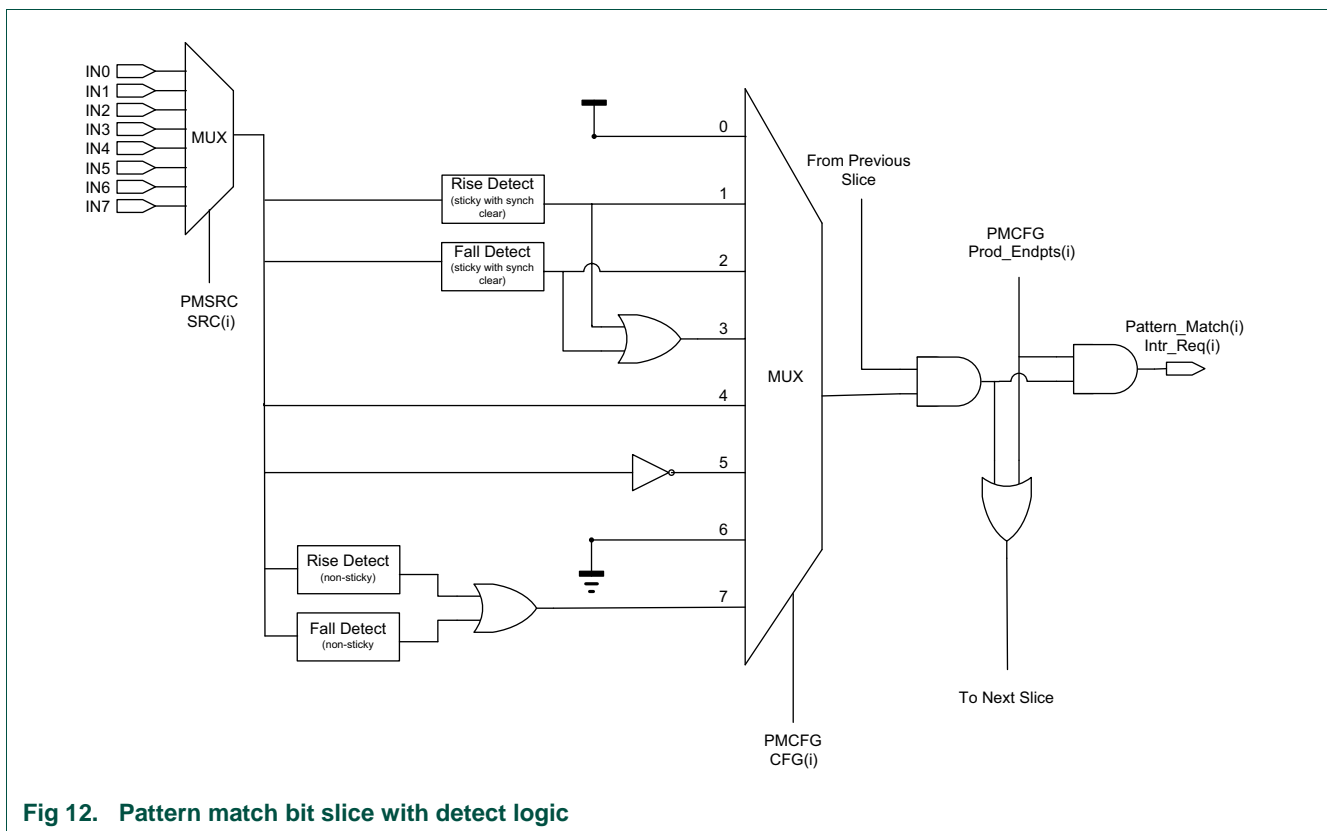 IN0
IN1
IN2
IN3
IN4
IN5
IN6
IN7
MUX
PMSRC
SRC(i)
Rise Detect
(sticky with synch
clear)
Fall Detect
(sticky with synch
clear)
Rise Detect
(non-sticky)
Fall Detect
(non-sticky
0
1
2
3
4
5
6
7
MUX
PMCFG
CFG(i)
From Previous
Slice
PMCFG
Prod_Endpts(i)
Pattern_Match(i)
Intr_Req(i)
To Next Slice
Fig 12. Pattern match bit slice with detect logic